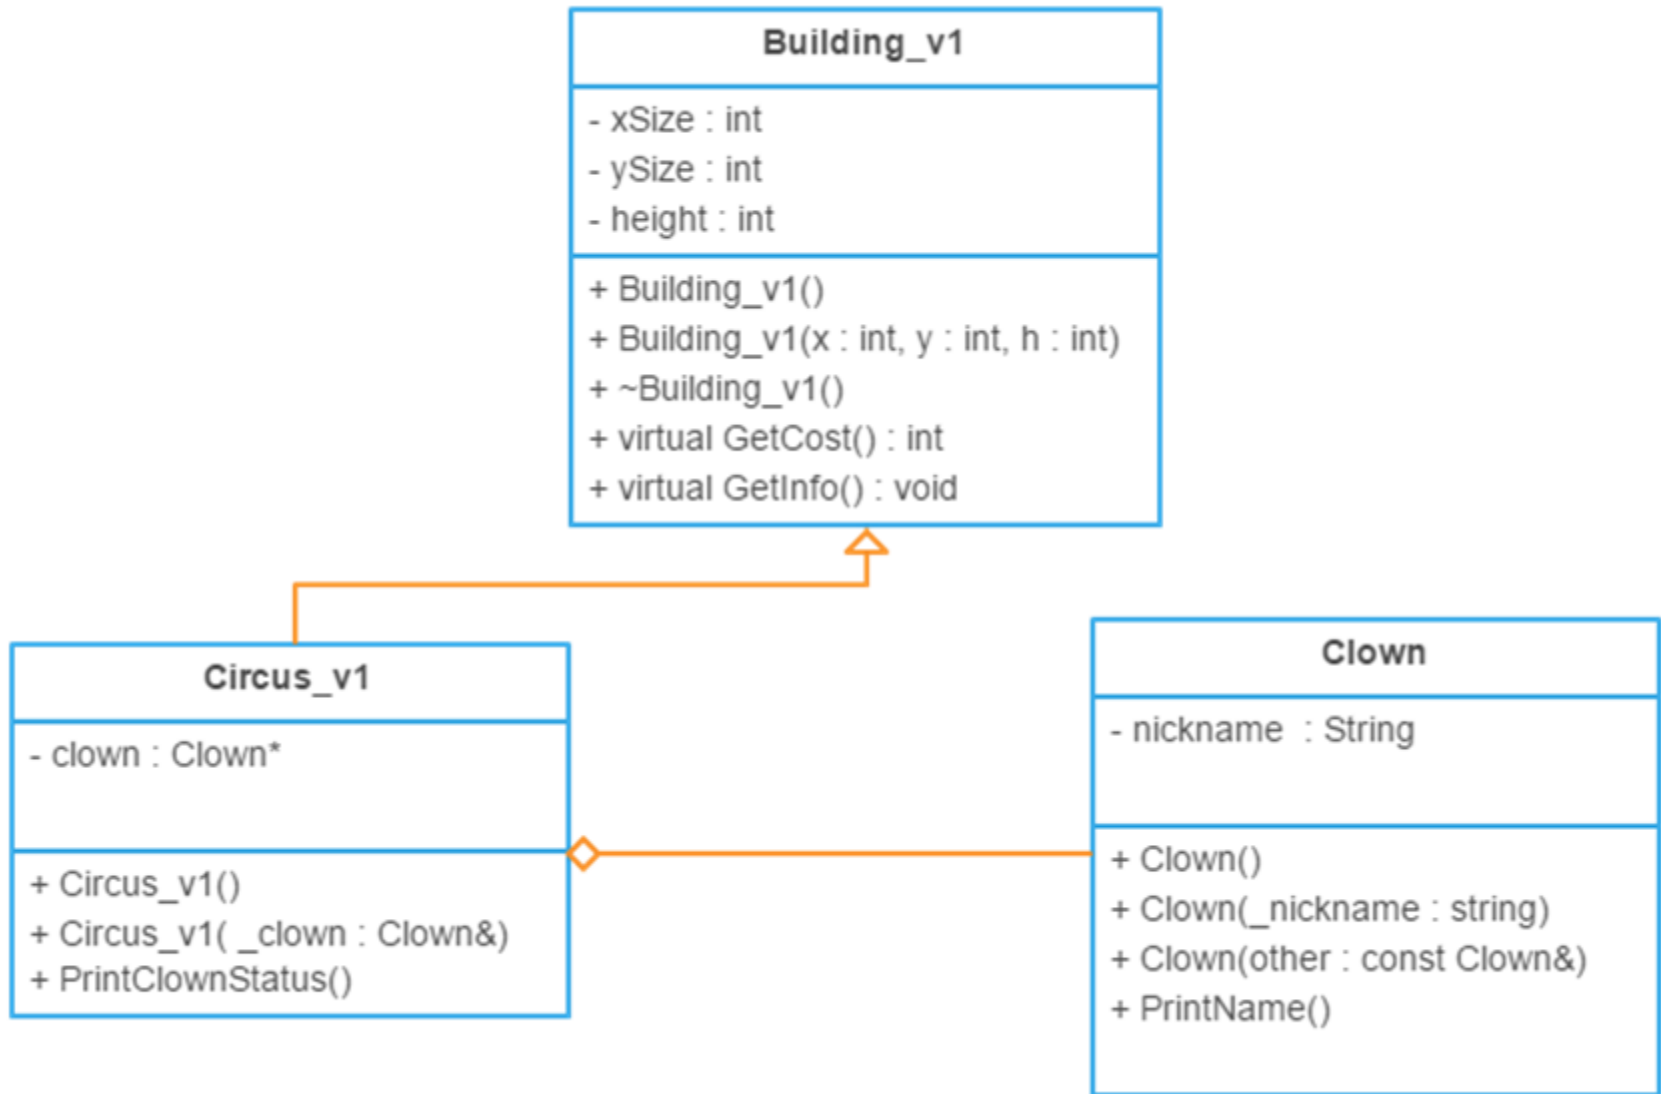 Building_v1
- xSize : int
- ySize : int
- height : int
+ Building_v1()
+ Building_v1(x : int, y : int, h : int)
+ ~Building_v1()
+ virtual GetCost() : int
+ virtual GetInfo() : void
Circus_v1
- clown : Clown*
+ Circus_v1()
+ Circus_v1( _clown : Clown&)
+ PrintClownStatus()
Clown
- nickname  : String
+ Clown()
+ Clown(_nickname : string)
+ Clown(other : const Clown&)
+ PrintName()